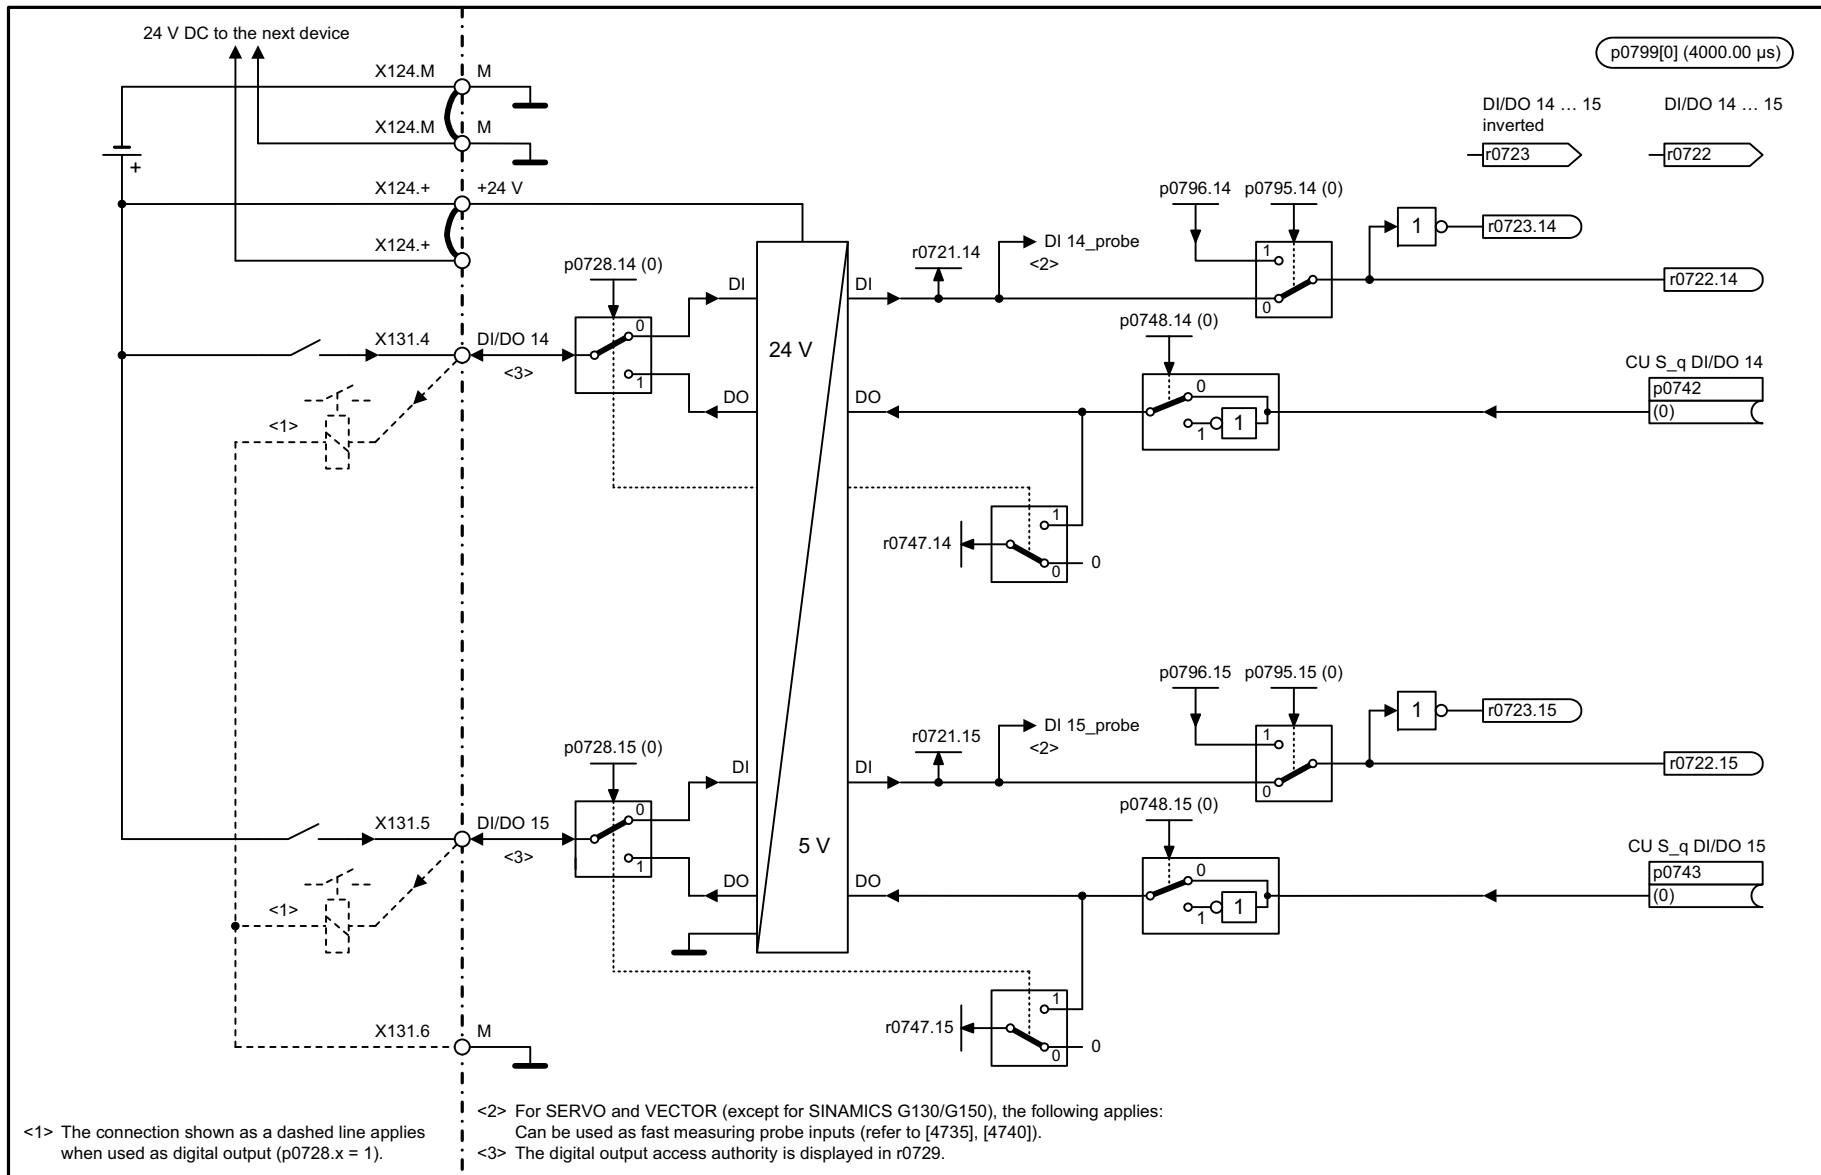 24 V DC to the next device
p0799[0] (4000.00 µs)
X124.M
M
DI/DO 14 … 15
inverted
DI/DO 14 … 15
X124.M
M
r0723
r0722
+
X124.+
+24 V
p0796.14
p0795.14 (0)
X124.+
1
r0723.14
DI 14_probe
<2>
r0721.14
1
p0728.14 (0)
DI
DI
r0722.14
0
p0748.14 (0)
X131.4
DI/DO 14
<3>
0
1
24 V
CU S_q DI/DO 14
0
p0742
DO
DO
(0)
1
1
<1>
1
r0747.14
0
0
p0796.15
p0795.15 (0)
1
r0723.15
DI 15_probe
<2>
r0721.15
1
p0728.15 (0)
DI
DI
r0722.15
0
p0748.15 (0)
X131.5
DI/DO 15
<3>
0
1
5 V
CU S_q DI/DO 15
0
p0743
DO
DO
(0)
1
1
<1>
1
r0747.15
0
0
X131.6
M
<1> The connection shown as a dashed line applies
when used as digital output (p0728.x = 1).
<2> For SERVO and VECTOR (except for SINAMICS G130/G150), the following applies:
Can be used as fast measuring probe inputs (refer to [4735], [4740]).
<3> The digital output access authority is displayed in r0729.